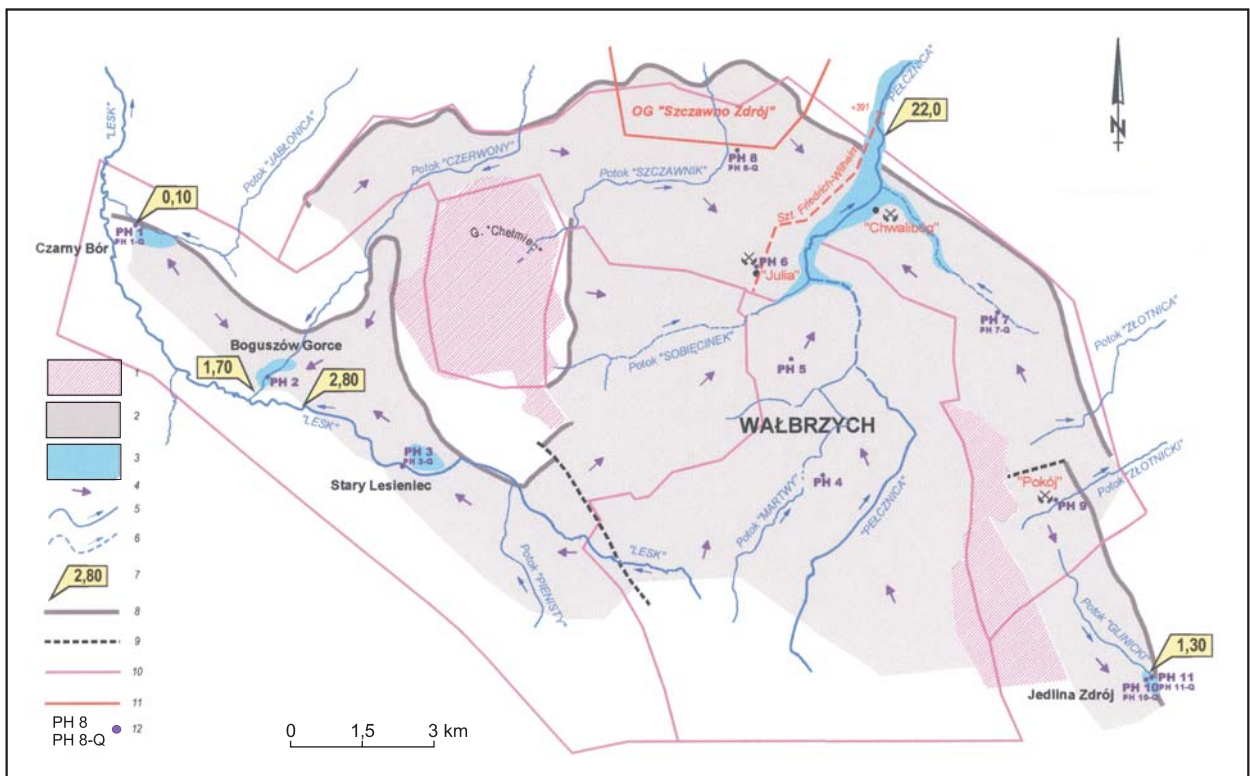 "PEŁCZNICA"
OG "Szczawno Zdrój"
+391
22,0
N
"LESK"
Potok "JABŁONICA"
Potok "CZERWONY"
Potok "SZCZAWNIK"
PH 8
PH 8-Q
Szt. Friedrich-Wilhelm
0,10
PH 1
PH 1-Q
Czarny Bór
G. "Chełmiec"
"Chwalibóg"
PH 6
"Julia"
PH 7
PH 7-Q
Potok "ZŁOTNICA"
Boguszów Gorce
1,70
PH 2
2,80
Potok "SOBIĘCINEK"
PH 5
WAŁBRZYCH
"LESK"
PH 3
PH 3-Q
Stary Lesieniec
PH 4
Potok "MARTWY"
"PEŁCZNICA"
"Pokój"
PH 9
Potok "ZŁOTNICKI"
"LESK"
Potok "PIENISTY"
Potok "GLINICKI"
1,30
PH 11
PH 11-Q
PH 10
PH 10-Q
Jedlina Zdrój
1
2
3
4
5
6
2,80
7
8
9
10
11
PH 8
PH 8-Q
12
0 1,5 3 km